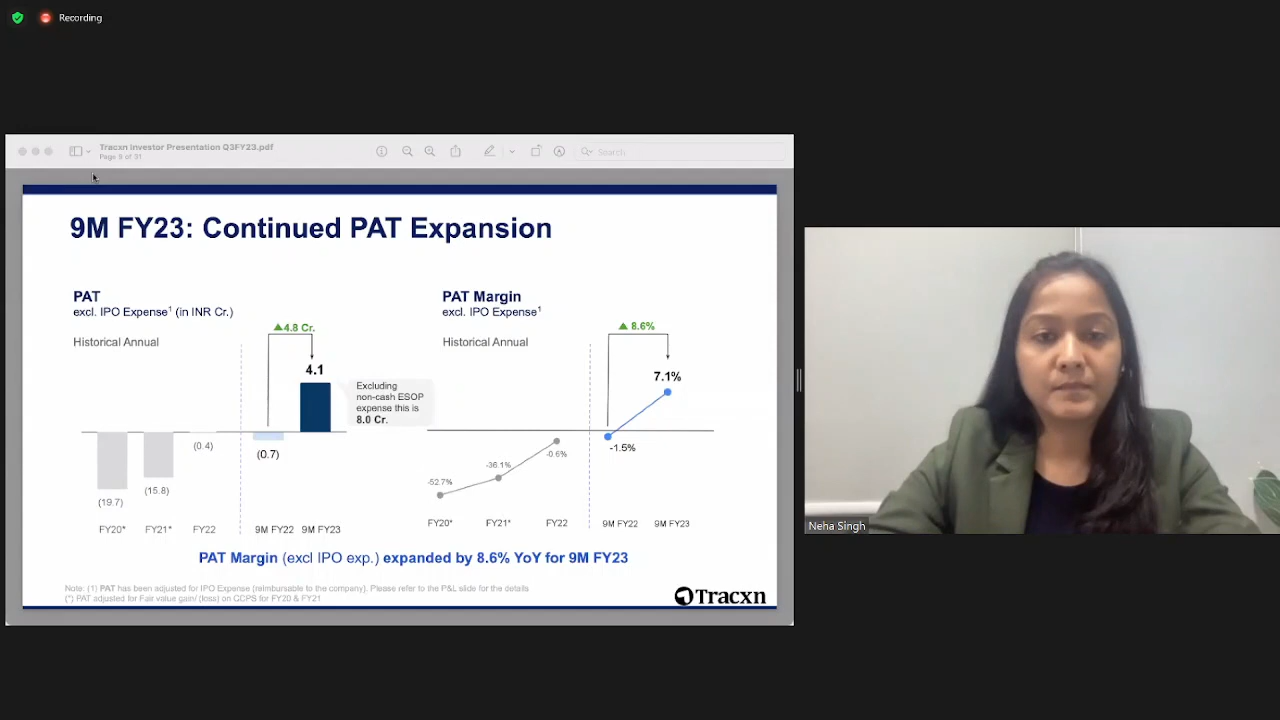 Recording
Tracxn Investor Presentation Q3FY23.pdf
Page 9 of 31
Search
9M FY23: Continued PAT Expansion
PAT
excl. IPO Expense¹ (in INR Cr.)
Historical Annual
▲4.8 Cr.
4.1
Excluding
non-cash ESOP
expense this is
8.0 Cr.
(19.7)
(15.8)
(0.4)
(0.7)
FY20*
FY21*
FY22
9M FY22
9M FY23
PAT Margin
excl. IPO Expense¹
Historical Annual
▲ 8.6%
7.1%
-52.7%
-36.1%
-0.6%
-1.5%
FY20*
FY21*
FY22
9M FY22
9M FY23
PAT Margin (excl IPO exp.) expanded by 8.6% YoY for 9M FY23
Note: (1) PAT has been adjusted for IPO Expense (reimbursable to the company). Please refer to the P&L slide for the details
(*) PAT adjusted for Fair value gain/ (loss) on CCPS for FY20 & FY21
Tracxn
Neha Singh